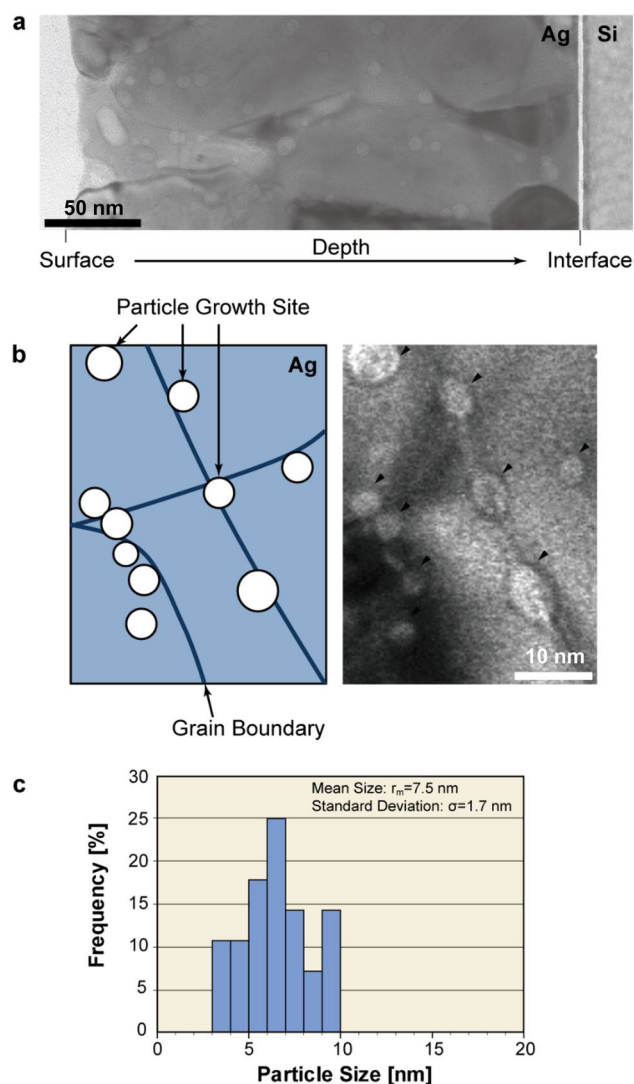 a
Ag
Si
50 nm
Surface
Depth
Interface
Particle Growth Site
b
Ag
10 nm
Grain Boundary
c
Mean Size: rₘ=7.5 nm
Standard Deviation: σ=1.7 nm
30
25
20
15
10
5
0
Frequency [%]
0
5
10
15
20
Particle Size [nm]